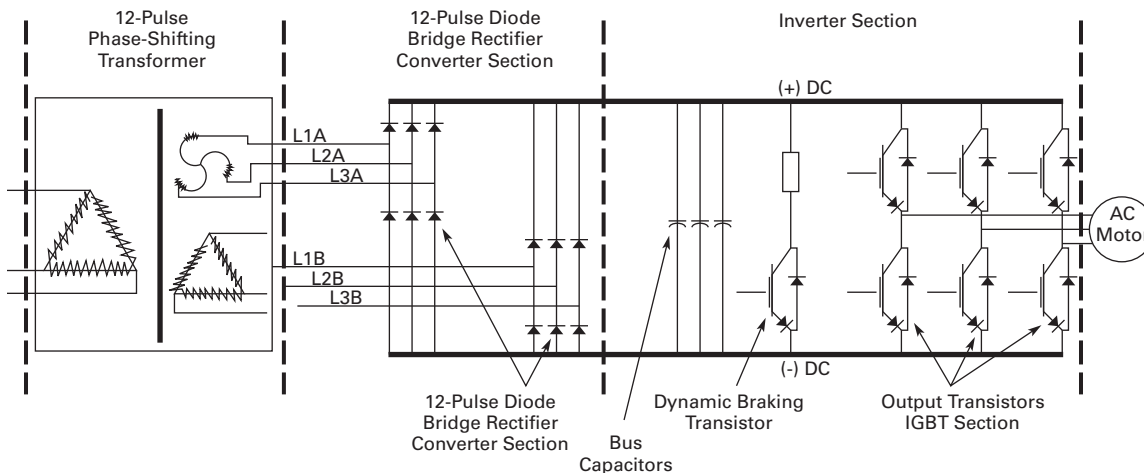 12-Pulse
Phase-Shifting
Transformer
12-Pulse Diode
Bridge Rectifier
Converter Section
Inverter Section
(+) DC
L1A
L2A
L3A
AC
Motor
L1B
L2B
L3B
(-) DC
12-Pulse Diode
Bridge Rectifier
Converter Section
Bus
Capacitors
Dynamic Braking
Transistor
Output Transistors
IGBT Section